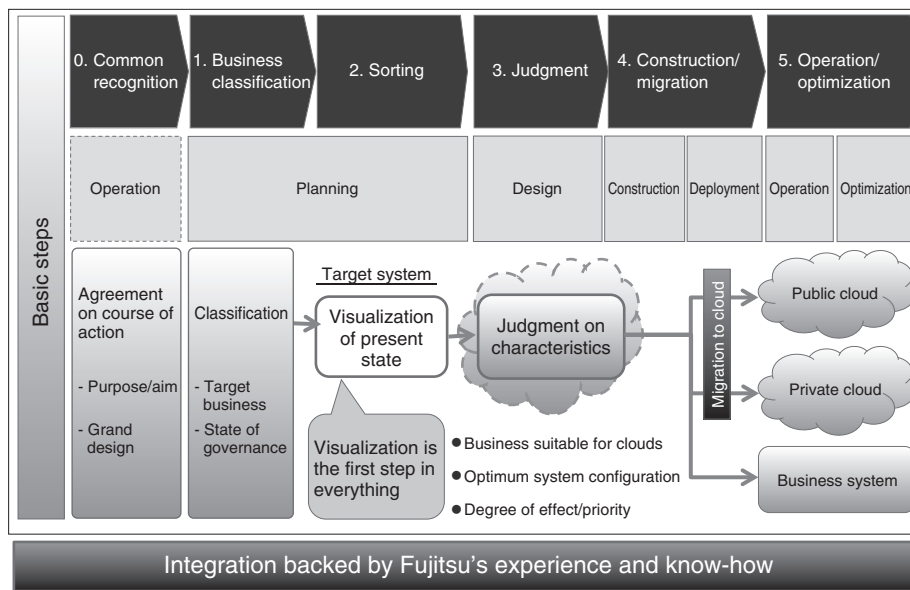 Basic steps
0. Common
recognition
1. Business
classification
2. Sorting
3. Judgment
4. Construction/
migration
5. Operation/
optimization
Operation
Planning
Design
Construction
Deployment
Operation
Optimization
Agreement
on course of
action
- Purpose/aim
- Grand
design
Classification
- Target
business
- State of
governance
Target system
Visualization
of present
state
Visualization is
the first step in
everything
Judgment on
characteristics
● Business suitable for clouds
● Optimum system configuration
● Degree of effect/priority
Migration to cloud
Public cloud
Private cloud
Business system
Integration backed by Fujitsu's experience and know-how